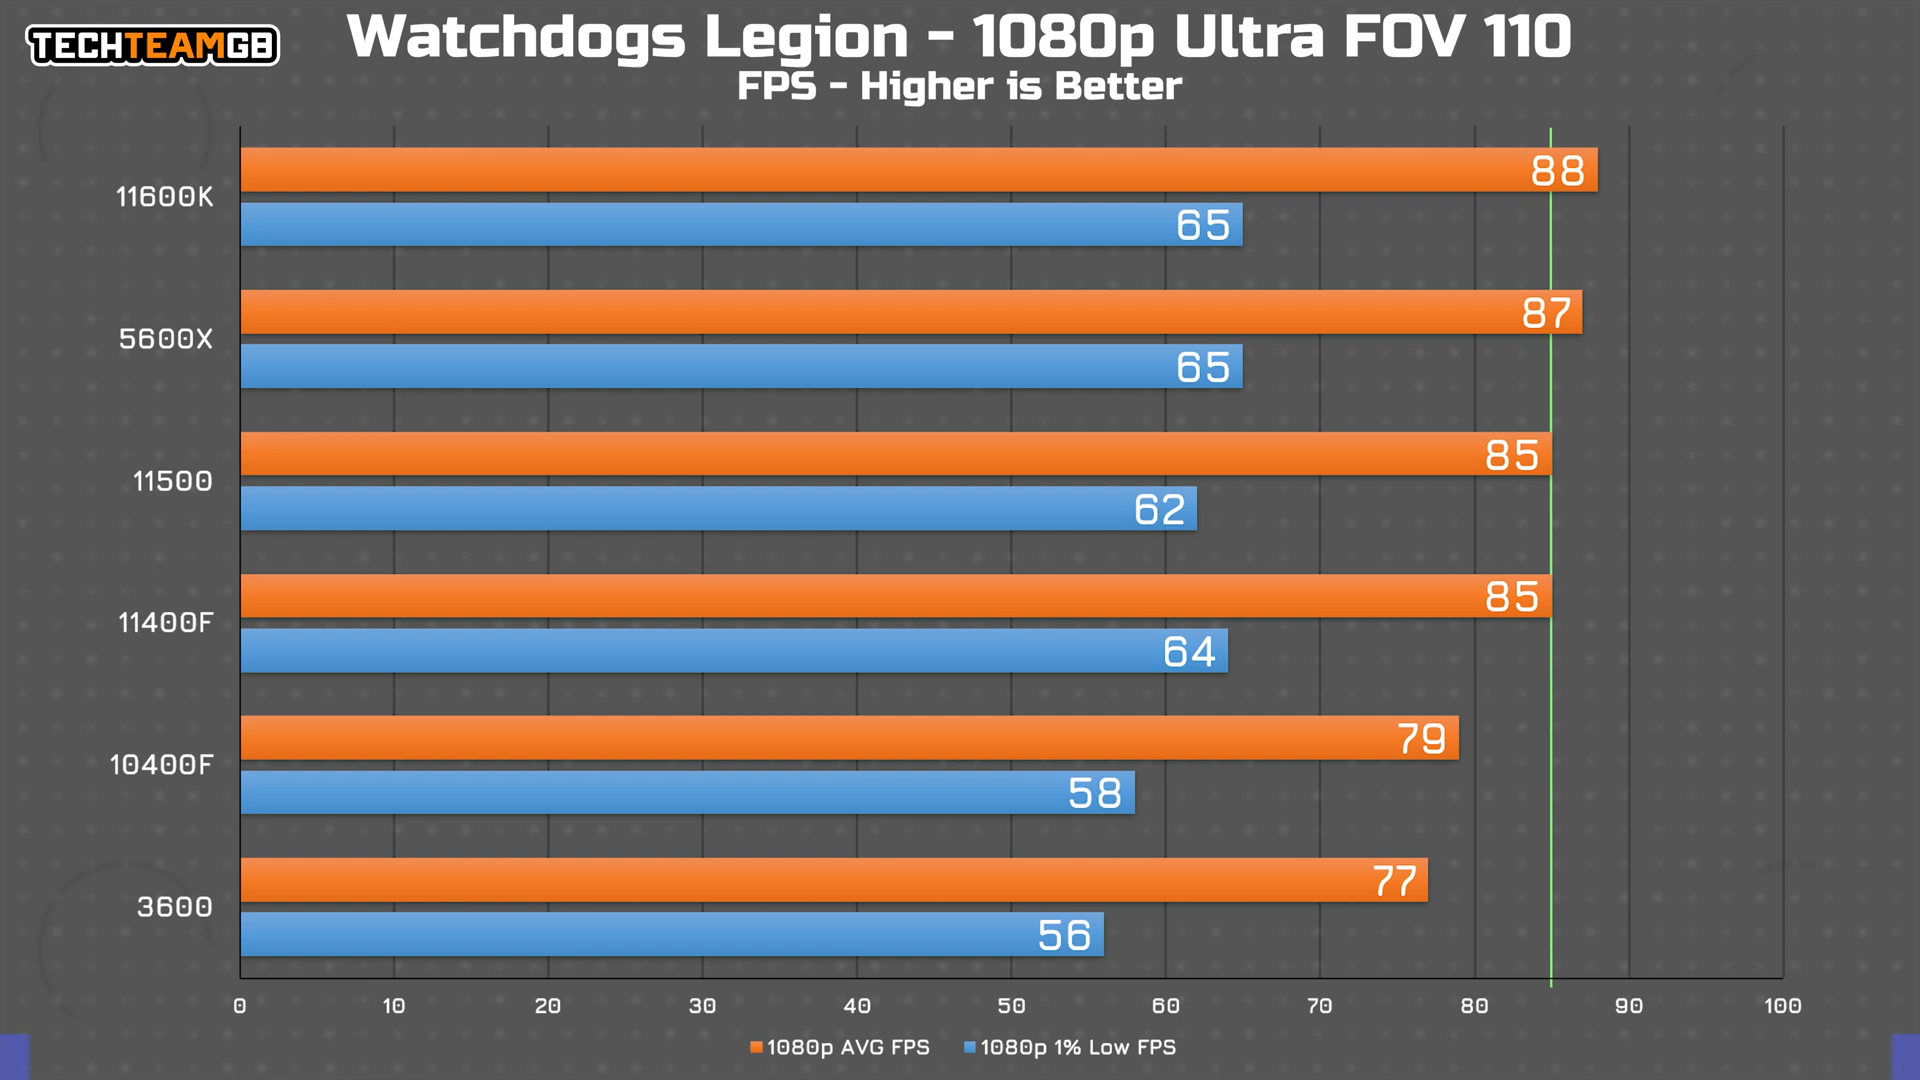 TECHTEAMGB
Watchdogs Legion - 1080p Ultra FOV 110
FPS - Higher is Better
11600K
88
65
5600X
87
65
11500
85
62
11400F
85
64
10400F
79
58
3600
77
56
0 10 20 30 40 50 60 70 80 90 100
1080p AVG FPS 1080p 1% Low FPS